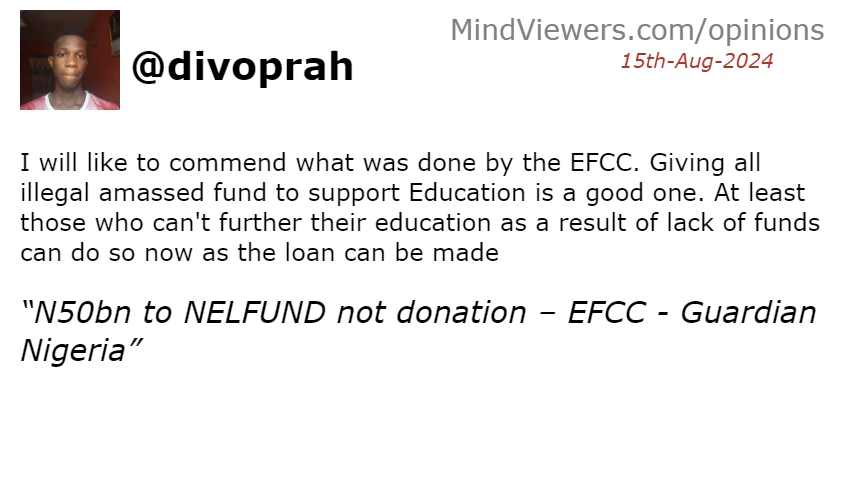 MindViewers.com/opinions
15th-Aug-2024
@divoprah
I will like to commend what was done by the EFCC. Giving all
illegal amassed fund to support Education is a good one. At least
those who can't further their education as a result of lack of funds
can do so now as the loan can be made
“N50bn to NELFUND not donation – EFCC - Guardian
Nigeria”